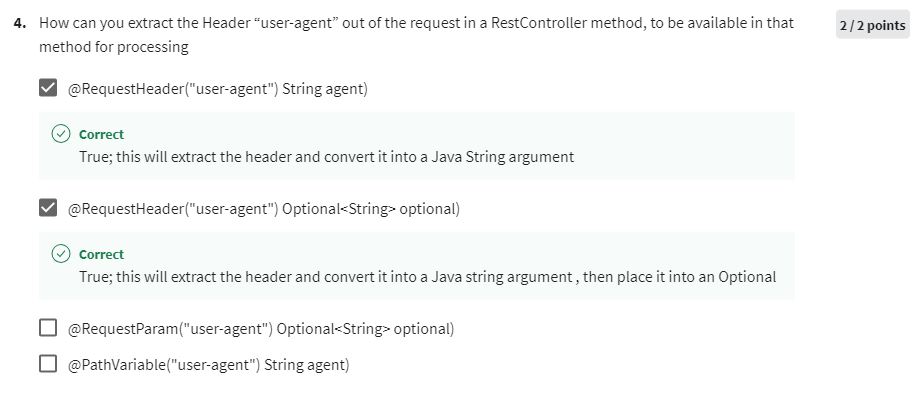 4. How can you extract the Header “user-agent” out of the request in a RestController method, to be available in that
method for processing
2 / 2 points
@RequestHeader("user-agent") String agent)
Correct
True; this will extract the header and convert it into a Java String argument
@RequestHeader("user-agent") Optional<String> optional)
Correct
True; this will extract the header and convert it into a Java string argument , then place it into an Optional
@RequestParam("user-agent") Optional<String> optional)
@PathVariable("user-agent") String agent)